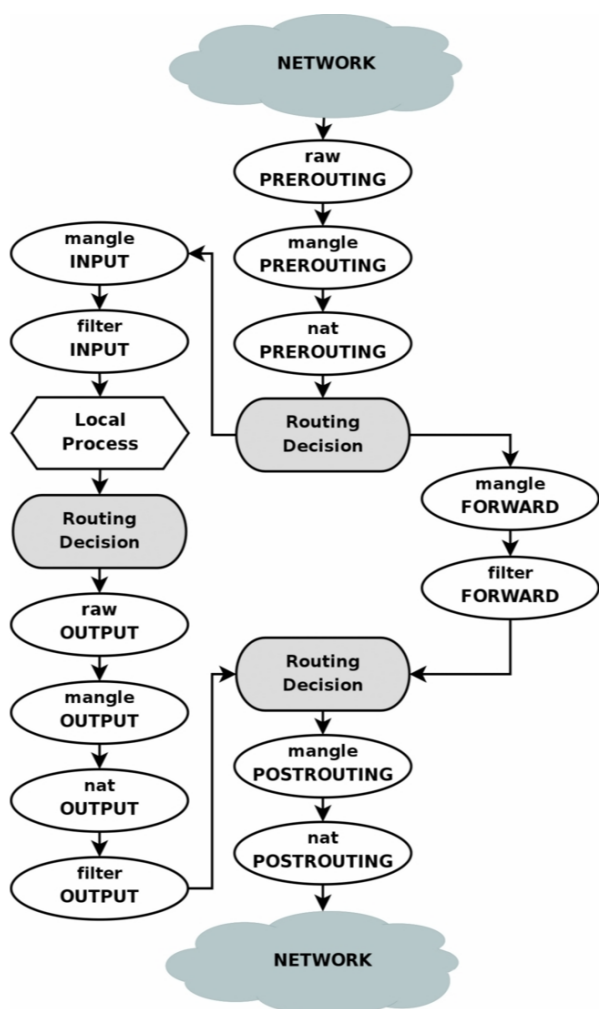 NETWORK
raw
PREROUTING
mangle
PREROUTING
nat
PREROUTING
Routing
Decision
mangle
INPUT
filter
INPUT
Local
Process
Routing
Decision
raw
OUTPUT
mangle
OUTPUT
nat
OUTPUT
filter
OUTPUT
mangle
FORWARD
filter
FORWARD
Routing
Decision
mangle
POSTROUTING
nat
POSTROUTING
NETWORK